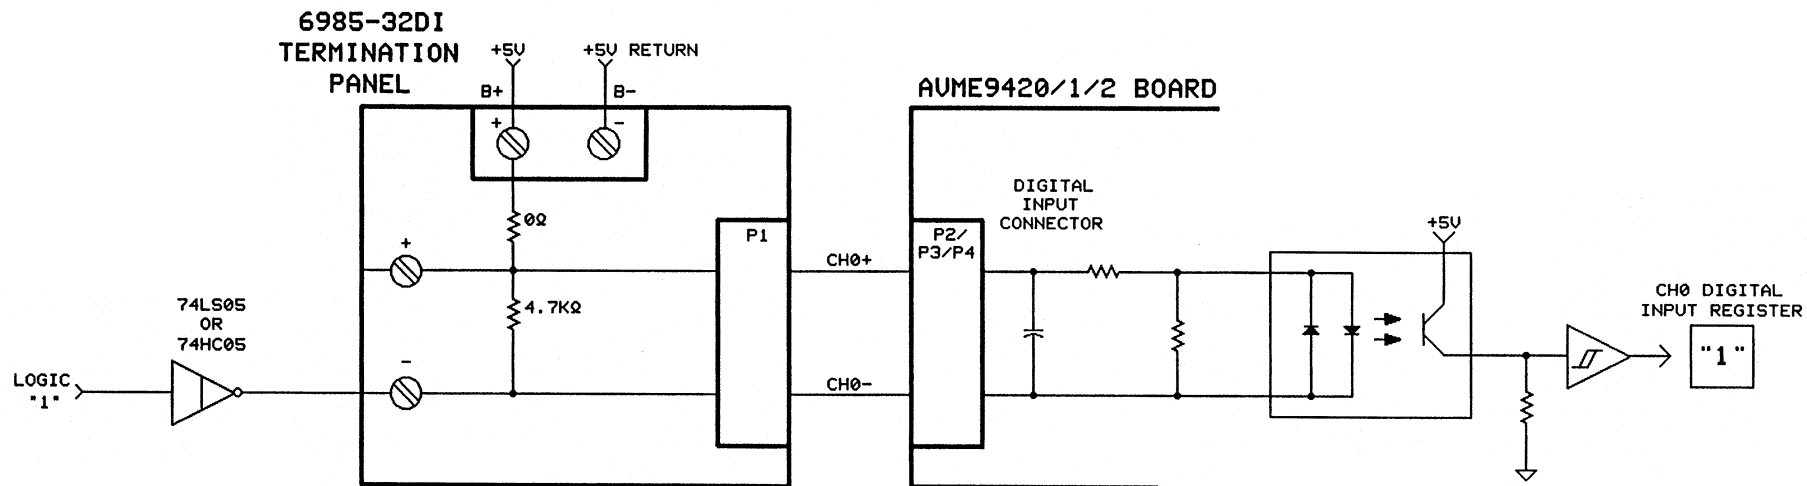 6985-32DI
TERMINATION
PANEL
+5V
+5V RETURN
B+
B-
+
-
AVME9420/1/2 BOARD
0Ω
4.7KΩ
+
-
P1
74LS05
OR
74HC05
LOGIC
"1"
CH0+
CH0-
P2/
P3/P4
DIGITAL
INPUT
CONNECTOR
+5V
CH0 DIGITAL
INPUT REGISTER
"1"